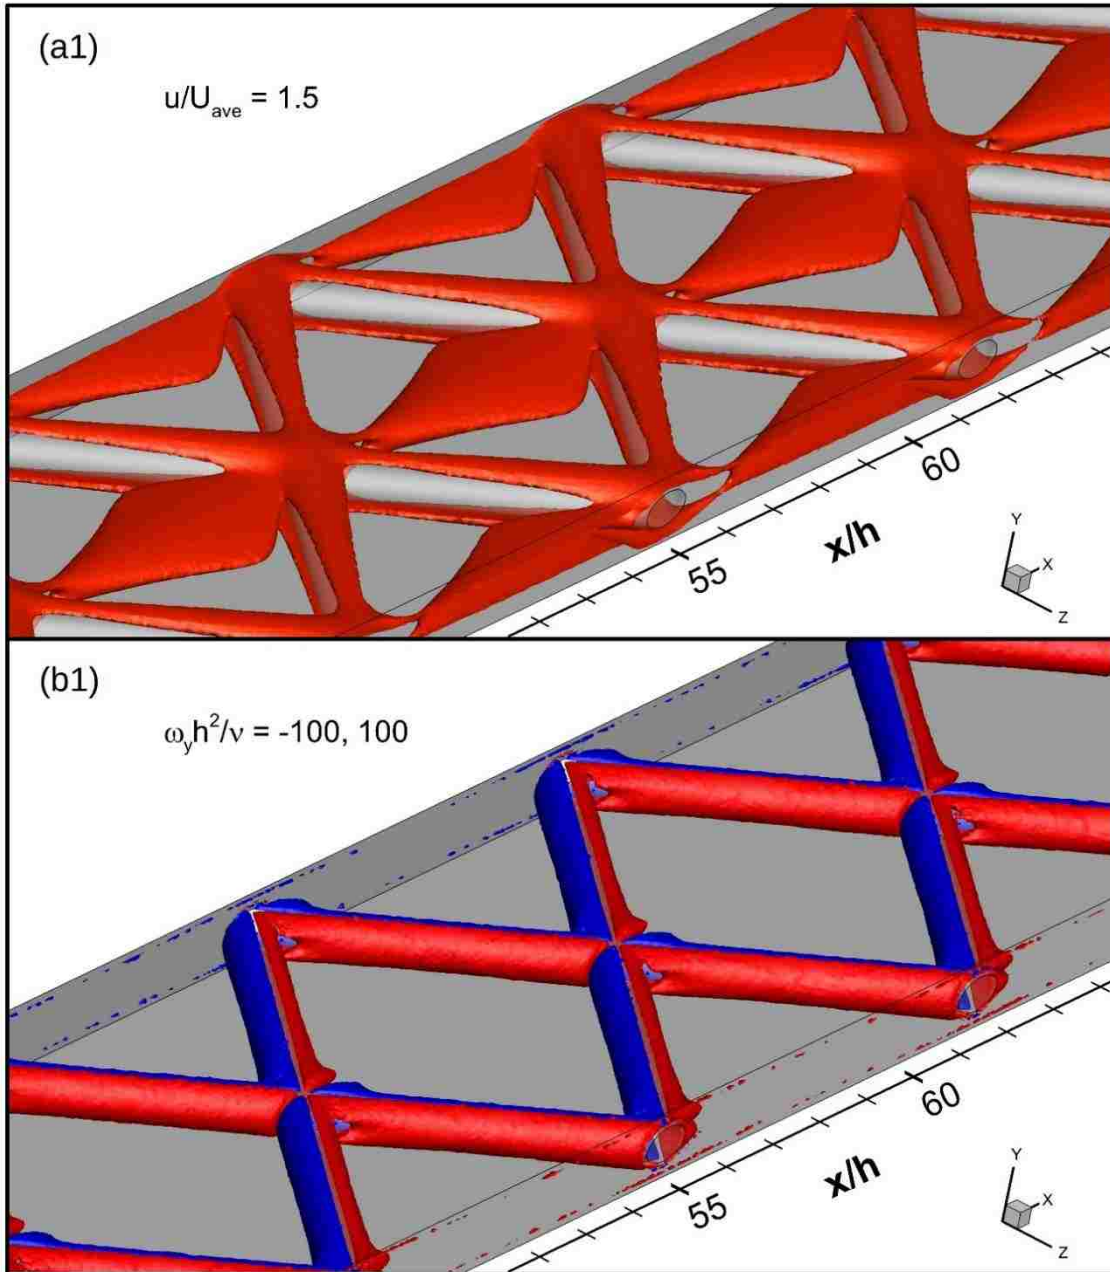 (a1)
u/U_ave = 1.5
60
55
x/h
Y
X
Z
(b1)
ω_yh²/ν = -100, 100
60
55
x/h
Y
X
Z